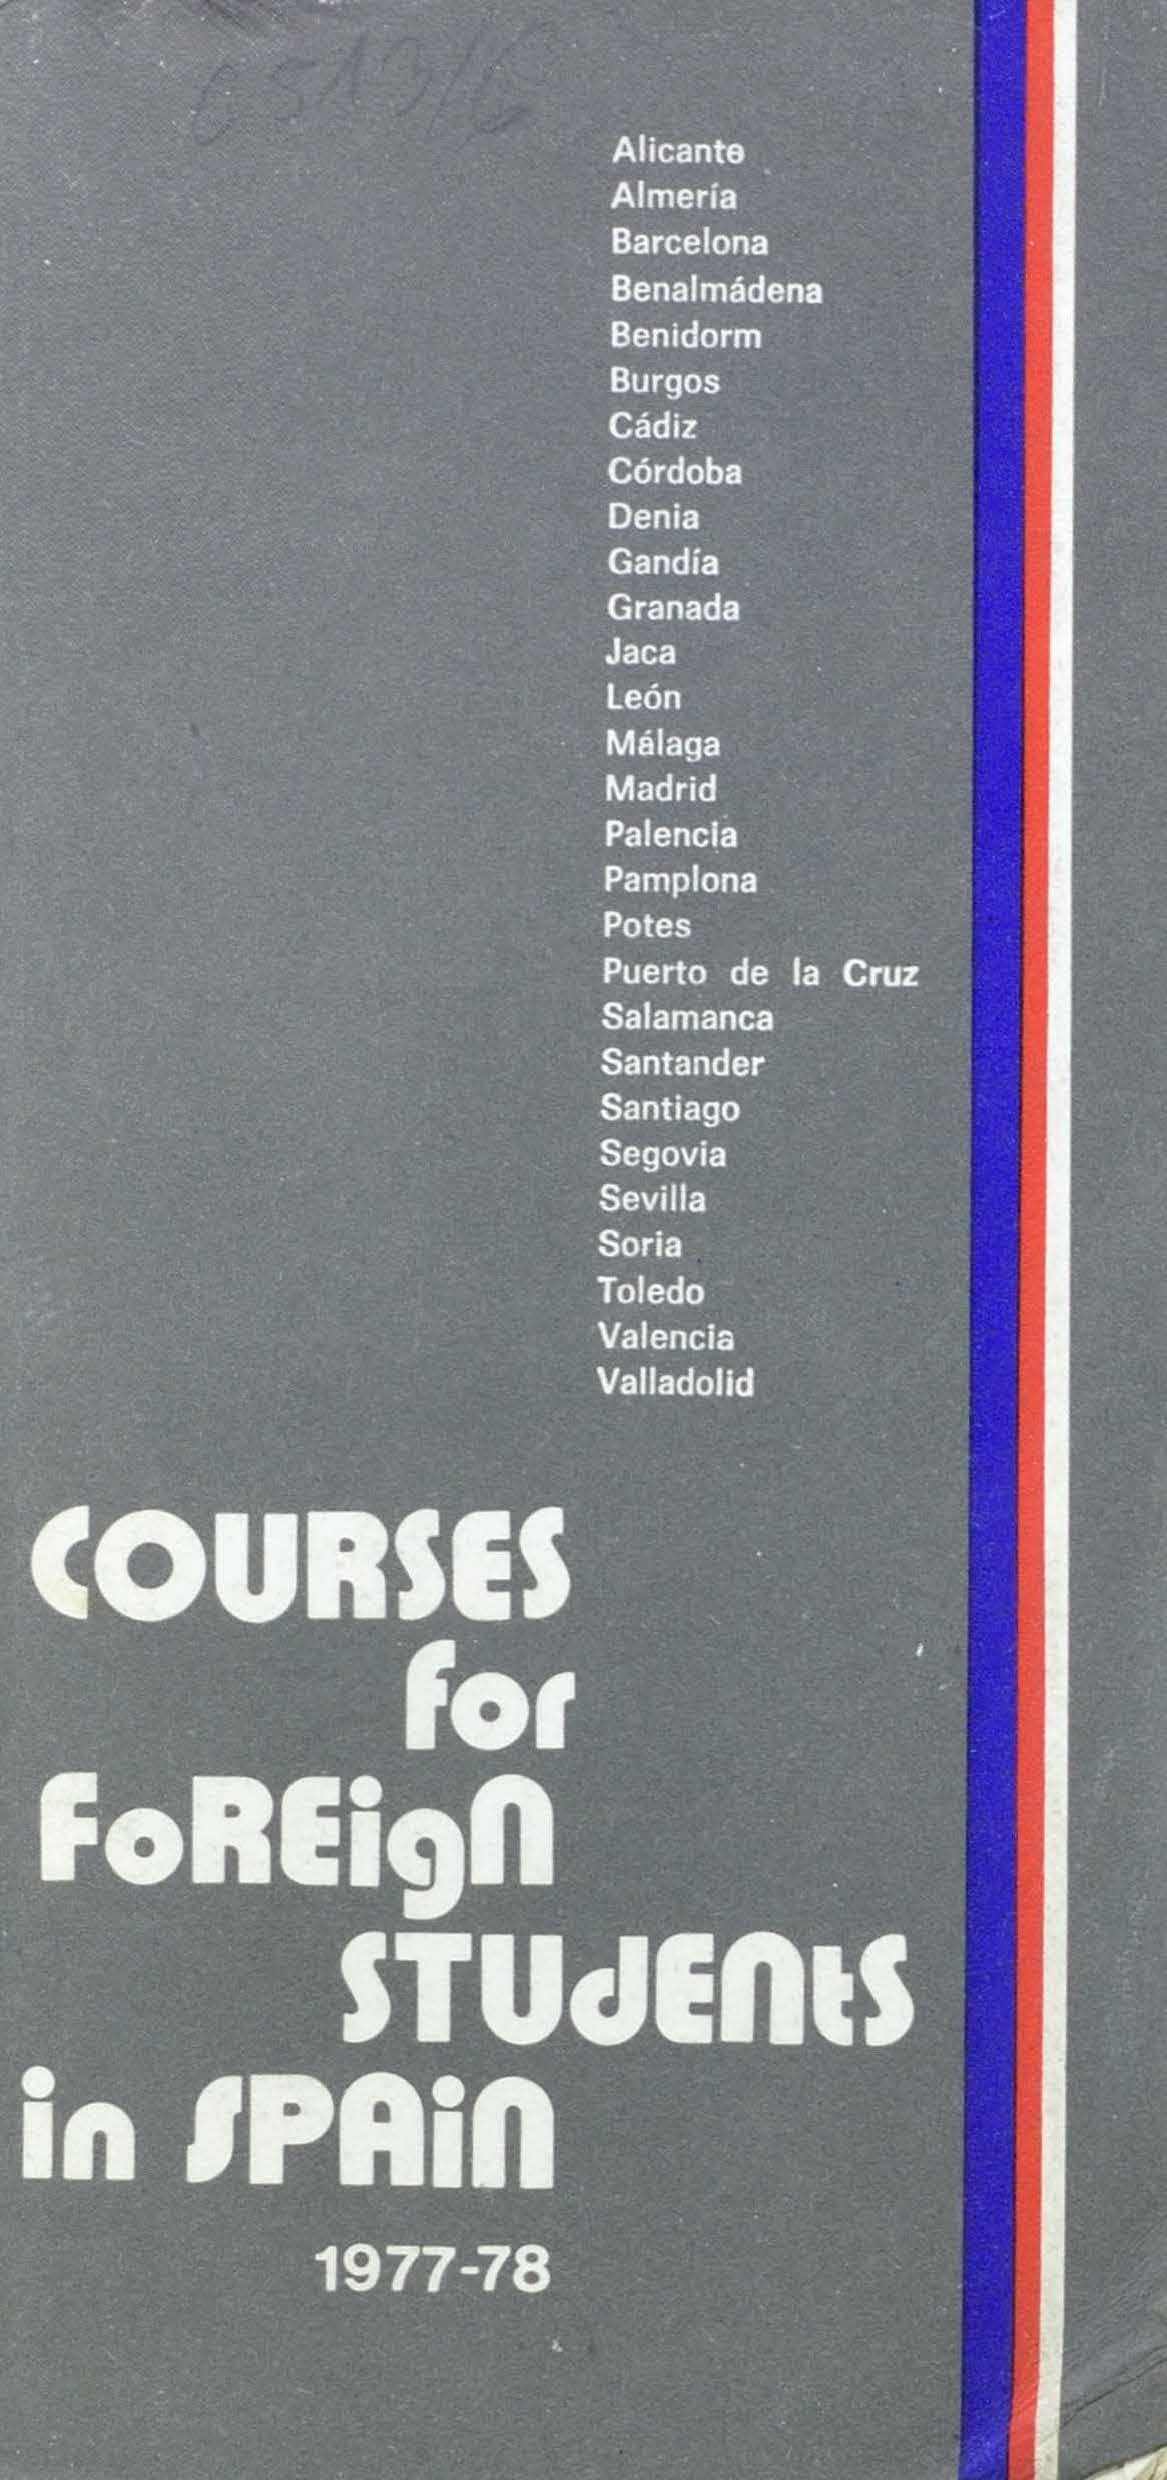 Alicante
Almería
Barcelona
Benalmádena
Benidorm
Burgos
Cádiz
Córdoba
Denia
Gandía
Granada
Jaca
León
Málaga
Madrid
Palencia
Pamplona
Potes
Puerto de la Cruz
Salamanca
Santander
Santiago
Segovia
Sevilla
Soria
Toledo
Valencia
Valladolid
COURSES
for
FoREigN
STUdENtS
in SPAiN
1977-78